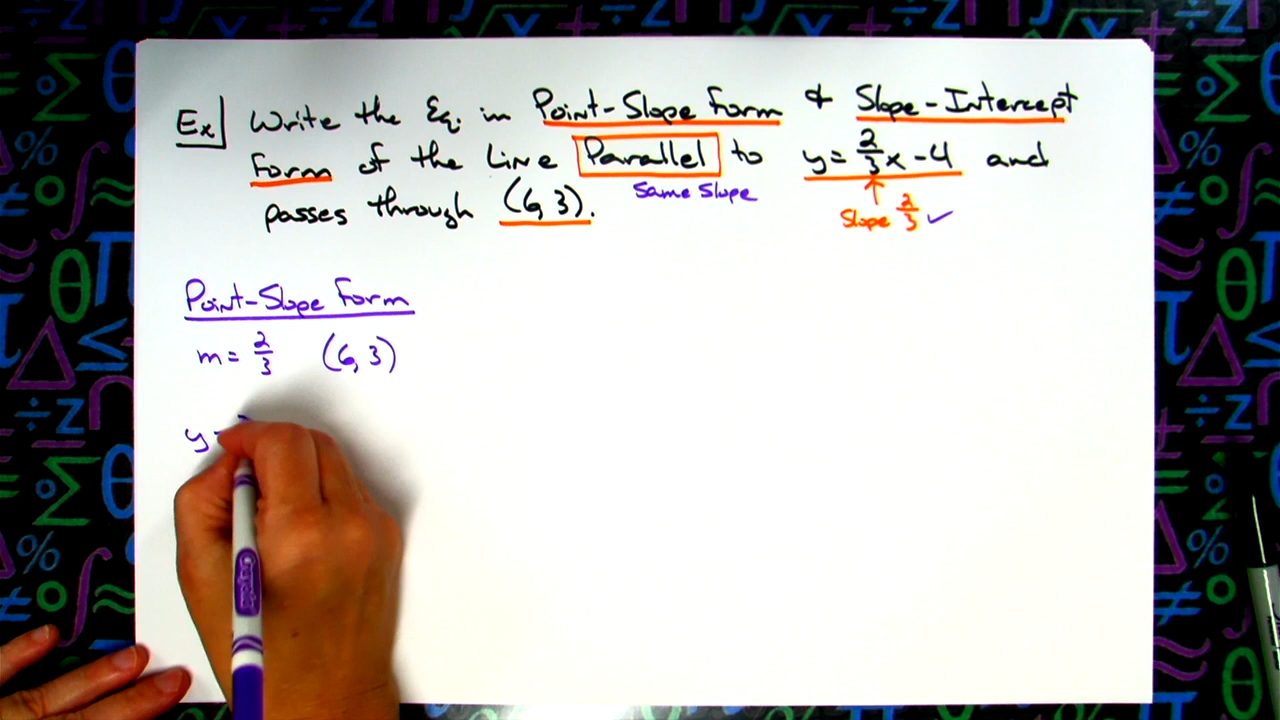 Ex Write the Eq. in Point-Slope Form & Slope-Intercept
Form of the Line Parallel to y = 2/3 x - 4 and
Same Slope
passes through (6, 3).
Slope 2/3 ✓
Point-Slope Form
m = 2/3 (6, 3)
y -
Crayola